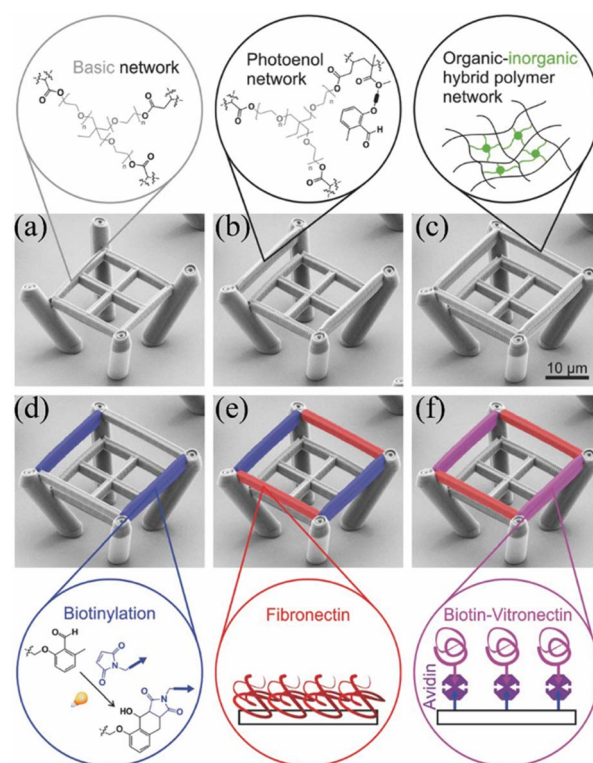 Basic network
Photoenol
network
Organic-inorganic
hybrid polymer
network
O
O
n
O
O
O
n
n
O
O
O
O
n
O
O
O
O
H
O
n
n
O
O
(a)
(b)
(c)
10 µm
(d)
(e)
(f)
Biotinylation
Fibronectin
Biotin-Vitronectin
O
H
O
O
N
O
HO
O
N
O
O
Avidin